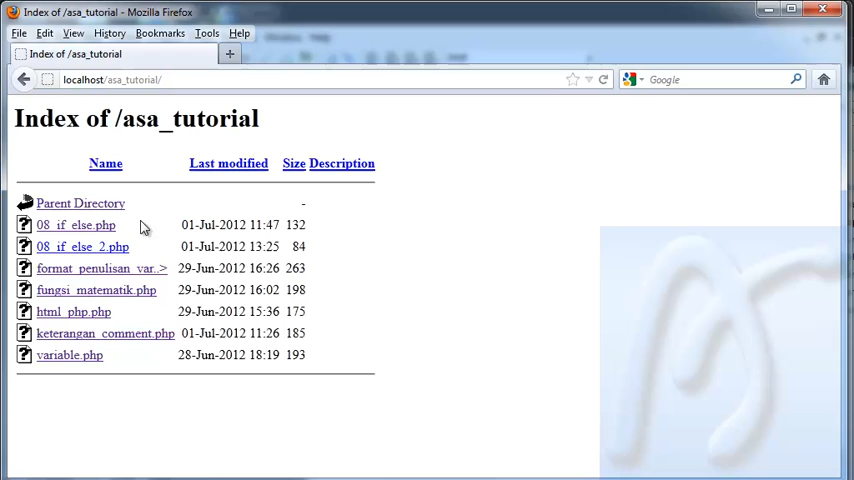 Index of /asa_tutorial - Mozilla Firefox
File Edit View History Bookmarks Tools Help
Index of /asa_tutorial
localhost/asa_tutorial/
Google
Index of /asa_tutorial
Name Last modified Size Description
Parent Directory -
08_if_else.php 01-Jul-2012 11:47 132
08_if_else_2.php 01-Jul-2012 13:25 84
format_penulisan_var..> 29-Jun-2012 16:26 263
fungsi_matematik.php 29-Jun-2012 16:02 198
html_php.php 29-Jun-2012 15:36 175
keterangan_comment.php 01-Jul-2012 11:26 185
variable.php 28-Jun-2012 18:19 193